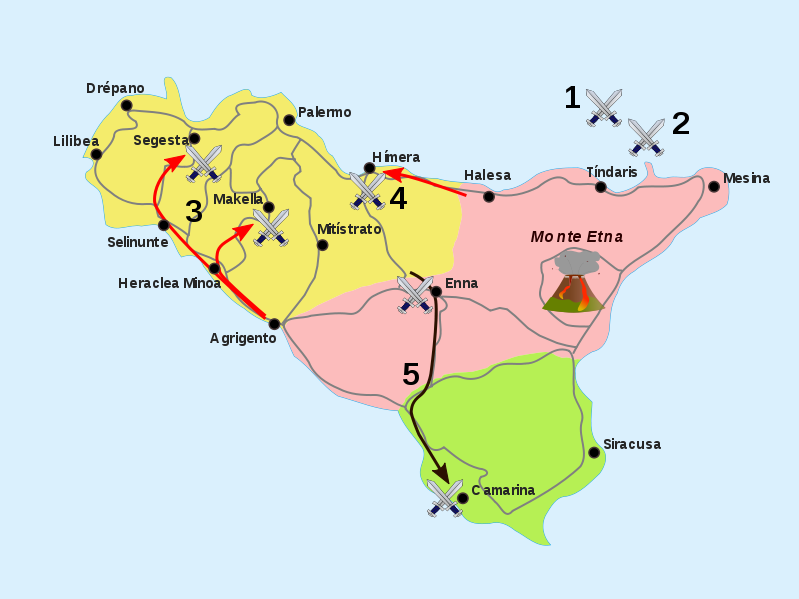 Drépano
1
2
Palermo
Lilibea
Segesta
Hímera
Halesa
Tíndaris
Mesina
Makella
4
3
Mitístrato
Selinunte
Monte Etna
Heraclea Minoa
Enna
Agrigento
5
Siracusa
Camarina